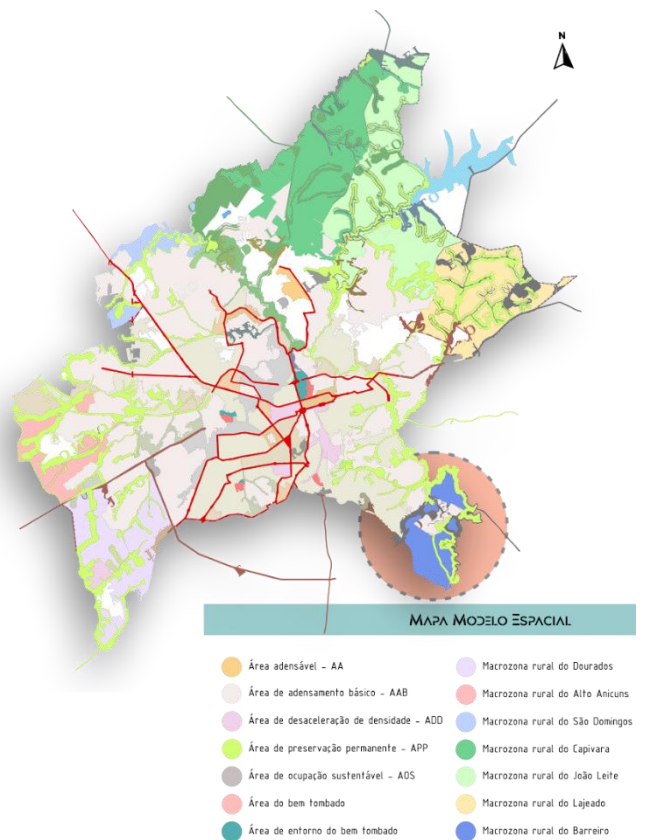 N
MAPA MODELO ESPACIAL
Área adensável – AA
Área de adensamento básico – AAB
Área de desaceleração de densidade – ADD
Área de preservação permanente – APP
Área de ocupação sustentável – AOS
Área do bem tombado
Área de entorno do bem tombado
Macrozona rural do Dourados
Macrozona rural do Alto Anicuns
Macrozona rural do São Domingos
Macrozona rural do Capivara
Macrozona rural do João Leite
Macrozona rural do Lajeado
Macrozona rural do Barreiro